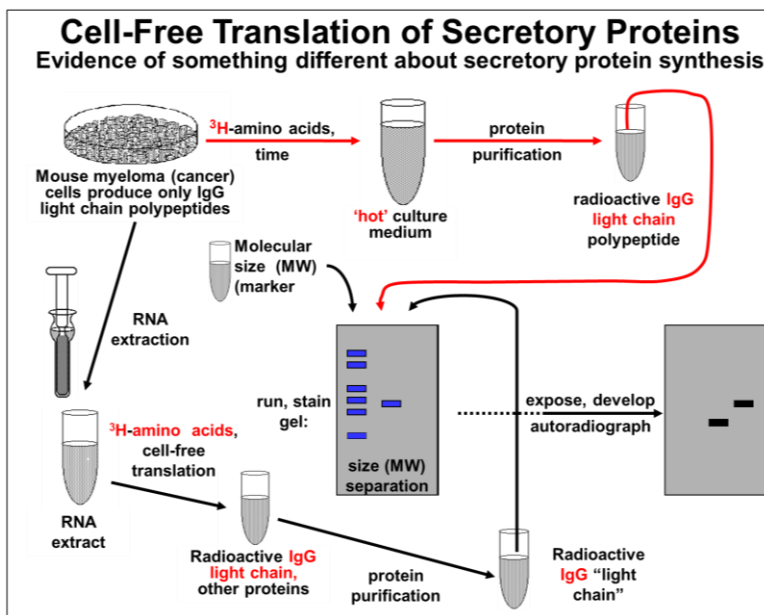 Cell-Free Translation of Secretory Proteins
Evidence of something different about secretory protein synthesis
³H-amino acids,
time
protein
purification
Mouse myeloma (cancer)
cells produce only IgG
light chain polypeptides
'hot' culture
medium
radioactive IgG
light chain
polypeptide
Molecular
size (MW)
(marker
RNA
extraction
run, stain
gel:
size (MW)
separation
expose, develop
autoradiograph
³H-amino acids,
cell-free
translation
RNA
extract
Radioactive IgG
light chain,
other proteins
protein
purification
Radioactive
IgG "light
chain"